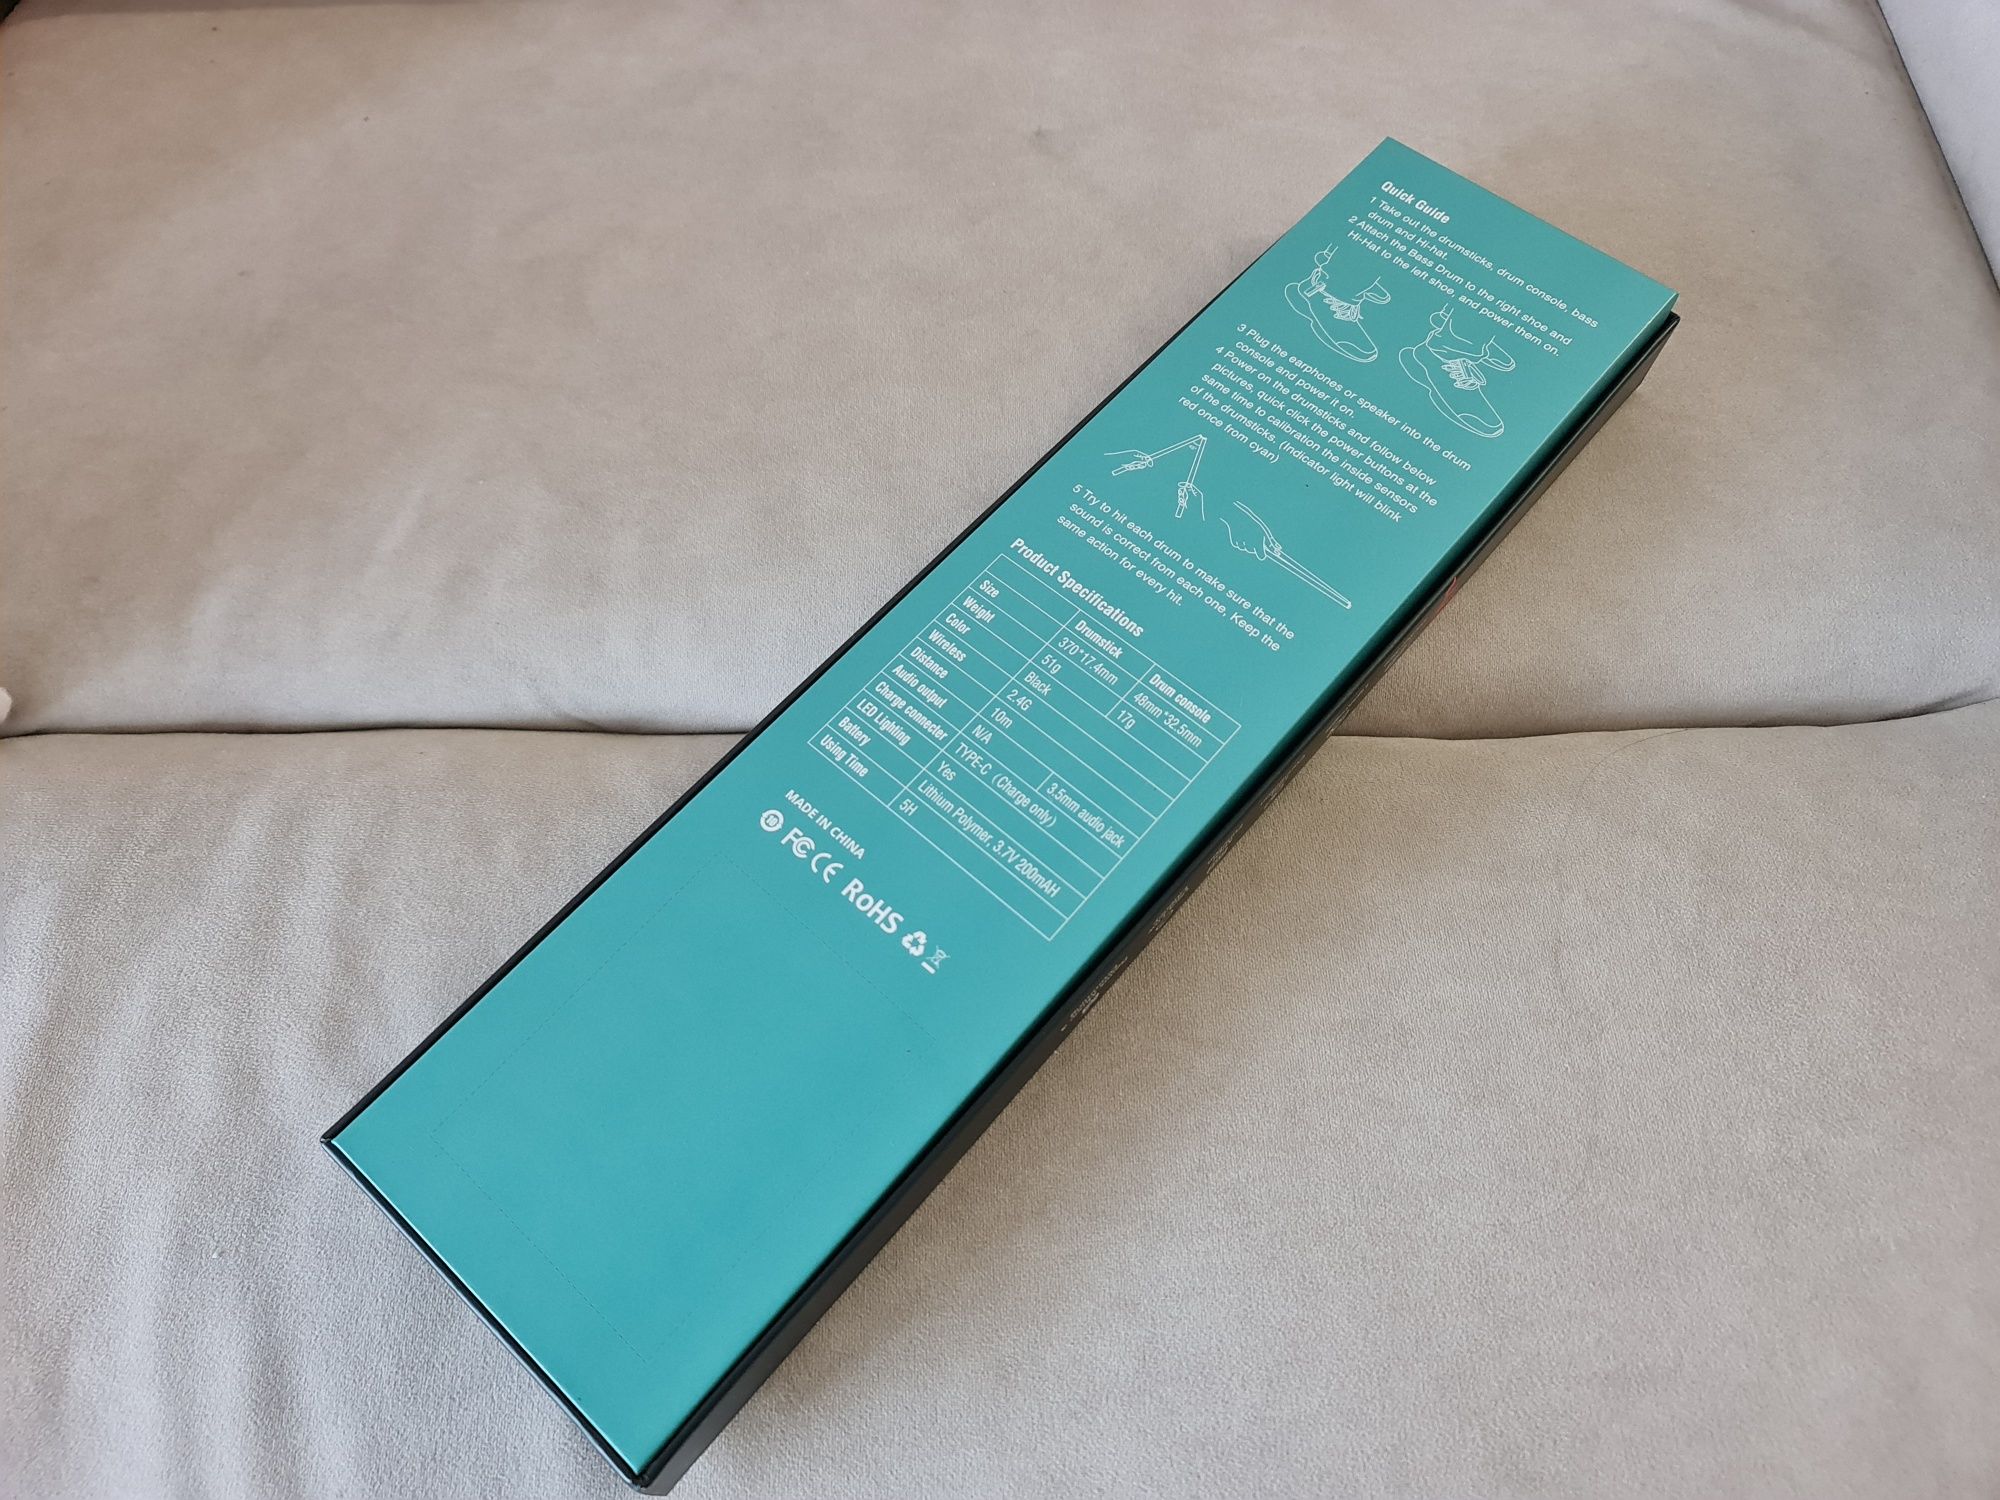 Quick Guide
1 Take out the drumsticks, drum console, bass
drum and Hi-hat.
2 Attach the Bass Drum to the right shoe and
Hi-Hat to the left shoe, and power them on.
3 Plug the earphones or speaker into the drum
console and power it on.
4 Power on the drumsticks and follow below
pictures, quick click the power buttons at the
same time to calibration the inside sensors
of the drumsticks. (Indicator light will blink
red once from cyan)
5 Try to hit each drum to make sure that the
sound is correct from each one, Keep the
same action for every hit.
Product Specifications
Drumstick Drum console
Size 370*17.4mm 48mm*32.5mm
Weight 51g 17g
Color Black
Wireless 2.4G
Distance 10m
Audio output N/A 3.5mm audio jack
Charge connecter TYPE-C (Charge only)
LED Lighting Yes
Battery Lithium Polymer, 3.7V 200mAH
Using Time 5H
MADE IN CHINA
10 FC CE RoHS